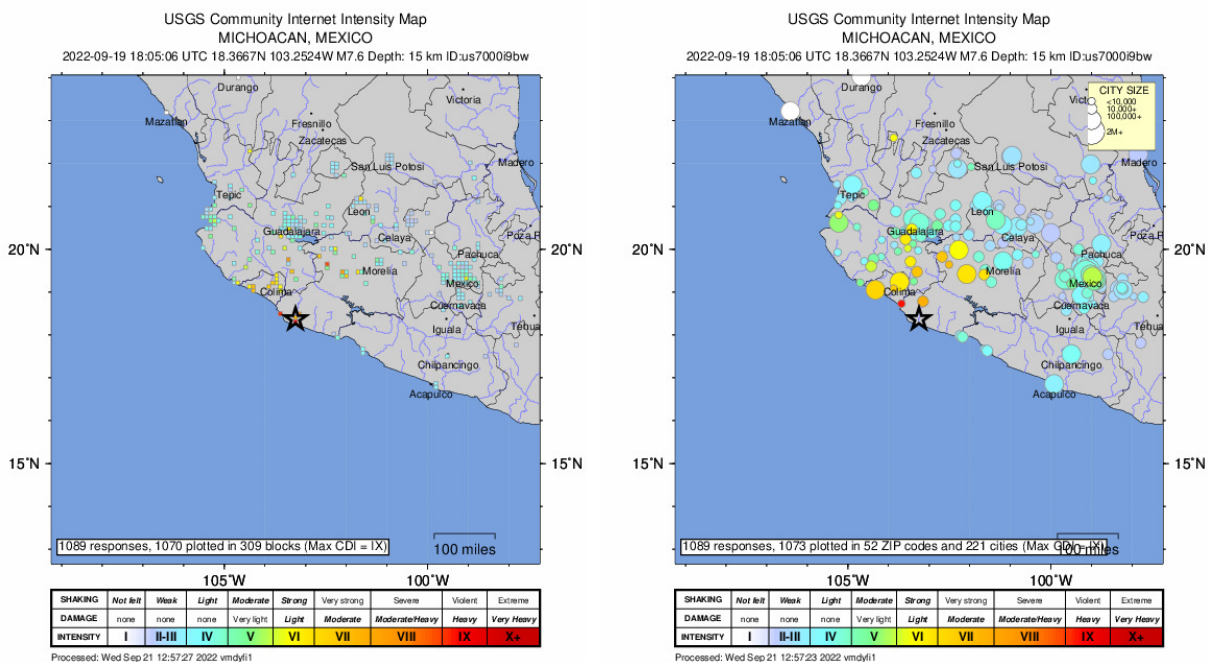 USGS Community Internet Intensity Map
MICHOACAN, MEXICO
2022-09-19 18:05:06 UTC 18.3667N 103.2524W M7.6 Depth: 15 km ID:us7000i9bw
Durango
Victoria
Mazatlan
Fresnillo
Zacatecas
San Luis Potosi
Madero
Tepic
Leon
20°N
Guadalajara
Celaya
Poza R
20°N
Pachuca
Morelia
Mexico
Colima
Cuernavaca
Iguala
Tehua
Chilpancingo
Acapulco
15°N
15°N
1089 responses, 1070 plotted in 309 blocks (Max CDI = IX)
100 miles
105°W
100°W
SHAKING Not felt Weak Light Moderate Strong Very strong Severe Violent Extreme
DAMAGE none none none Very light Light Moderate Moderate/Heavy Heavy Very Heavy
INTENSITY I II-III IV V VI VII VIII IX X+
Processed: Wed Sep 21 12:57:27 2022 vmdyfi1
USGS Community Internet Intensity Map
MICHOACAN, MEXICO
2022-09-19 18:05:06 UTC 18.3667N 103.2524W M7.6 Depth: 15 km ID:us7000i9bw
Durango
CITY SIZE
<10,000
10,000+
100,000+
2M+
Mazatlan
Fresnillo
Zacatecas
San Luis Potosi
Madero
Tepic
Leon
20°N
Guadalajara
Celaya
Poza R
20°N
Pachuca
Morelia
Mexico
Colima
Cuernavaca
Iguala
Tehua
Chilpancingo
Acapulco
15°N
15°N
1089 responses, 1073 plotted in 52 ZIP codes and 221 cities (Max CDI = IX)
100 miles
105°W
100°W
SHAKING Not felt Weak Light Moderate Strong Very strong Severe Violent Extreme
DAMAGE none none none Very light Light Moderate Moderate/Heavy Heavy Very Heavy
INTENSITY I II-III IV V VI VII VIII IX X+
Processed: Wed Sep 21 12:57:23 2022 vmdyfi1